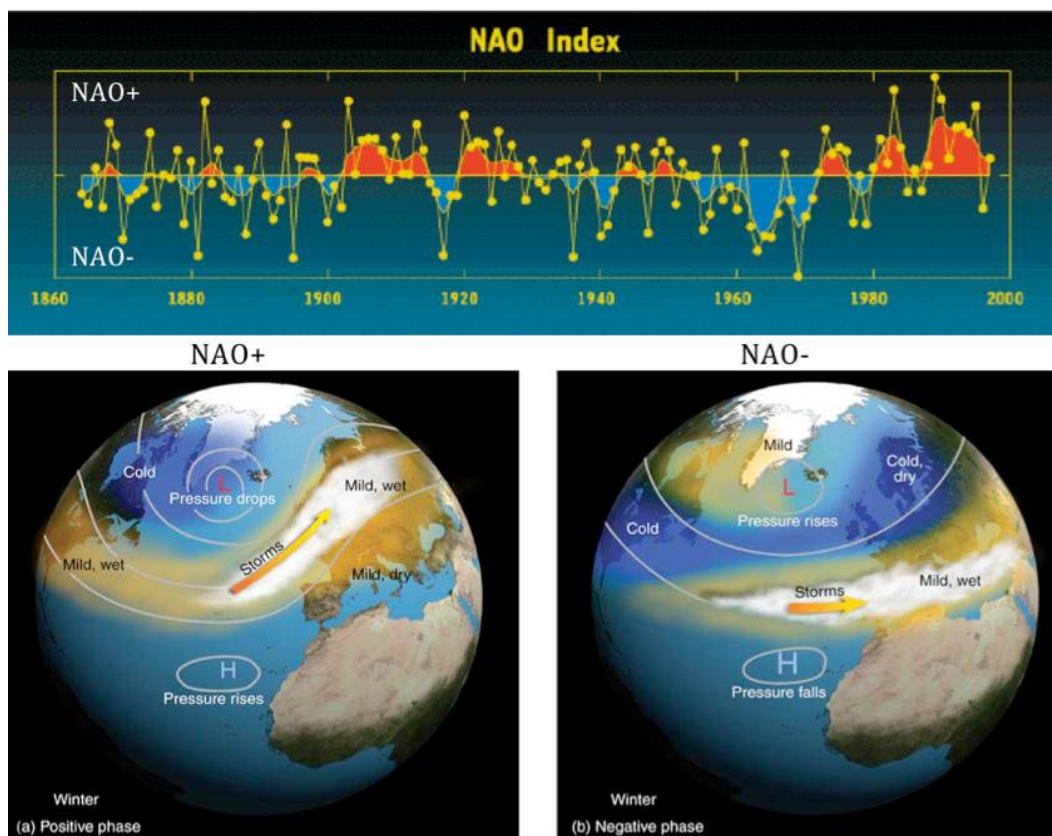 NAO Index
NAO+
NAO-
1860 1880 1900 1920 1940 1960 1980 2000
NAO+
Cold
L
Pressure drops
Mild, wet
Storms
Mild, wet
Mild, dry
H
Pressure rises
Winter
(a) Positive phase
NAO-
Mild
Cold,
dry
L
Pressure rises
Cold
Storms
Mild, wet
H
Pressure falls
Winter
(b) Negative phase